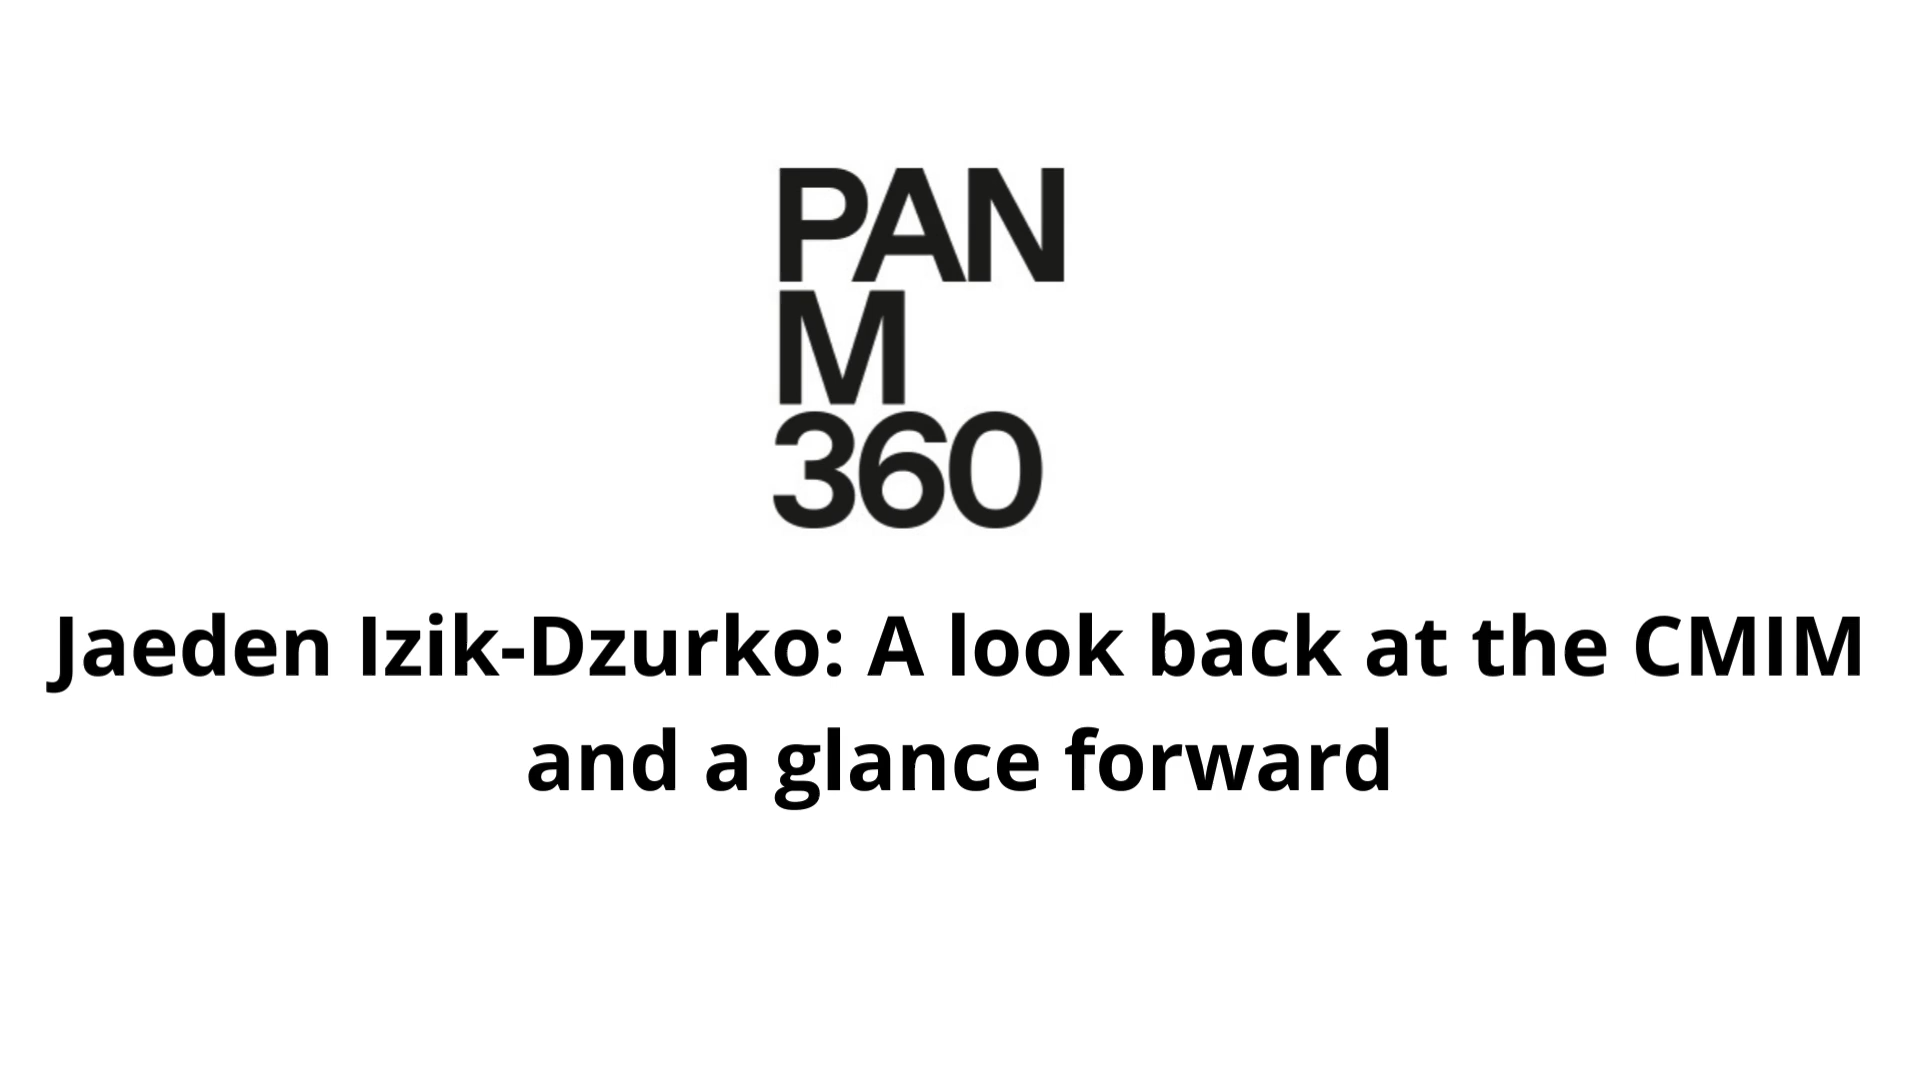 PAN
M
360
Jaeden Izik-Dzurko: A look back at the CMIM
and a glance forward